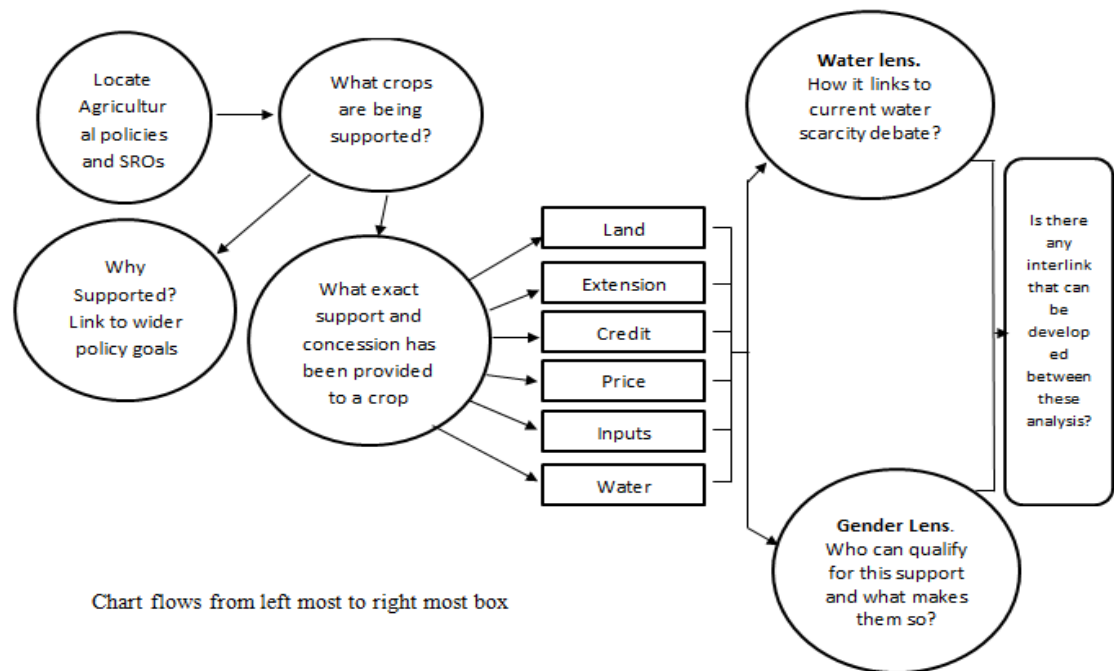 Locate
Agricultur
al policies
and SROs
What crops
are being
supported?
Why
Supported?
Link to wider
policy goals
What exact
support and
concession has
been provided
to a crop
Land
Extension
Credit
Price
Inputs
Water
Water lens.
How it links to
current water
scarcity debate?
Gender Lens.
Who can qualify
for this support
and what makes
them so?
Is there
any
interlink
that can
be
develop
ed
between
these
analysis?
Chart flows from left most to right most box